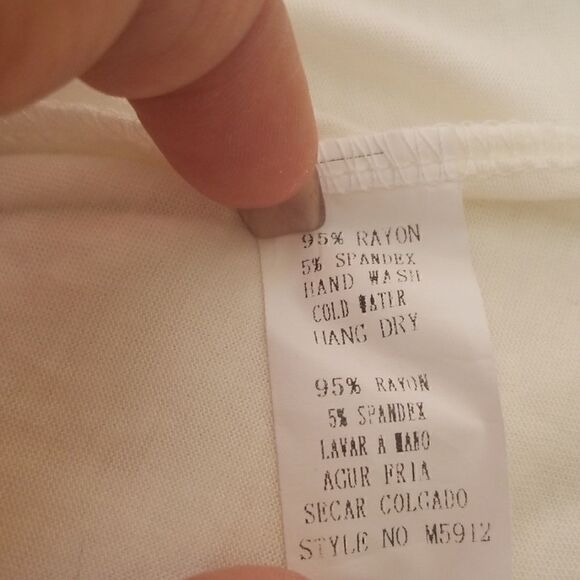 95% RAYON
5% SPANDEX
HAND WASH
COLD WATER
HANG DRY
95% RAYON
5% SPANDEX
LAVAR A MANO
AGUR FRIA
SECAR COLGADO
STYLE NO M5912